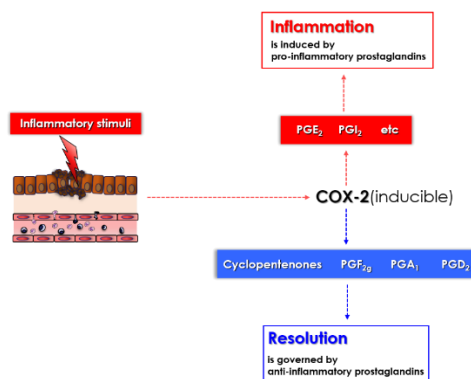 Inflammation
is induced by
pro-inflammatory prostaglandins
Inflammatory stimuli
PGE₂ PGI₂ etc
COX-2(inducible)
Cyclopentenones PGF₂g PGA₁ PGD₂
Resolution
is governed by
anti-inflammatory prostaglandins